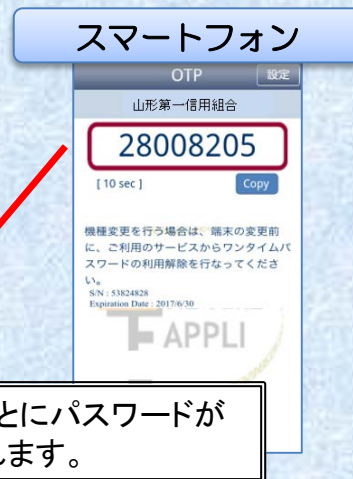 スマートフォン
OTP 設定
山形第一信用組合
28008205
[ 10 sec ] Copy
機種変更を行う場合は、端末の変更前
に、ご利用のサービスからワンタイムパ
スワードの利用解除を行なってくださ
い。
S/N : 53824828
Expiration Date : 2017/6/30
APPLI
とにパスワードが
します。